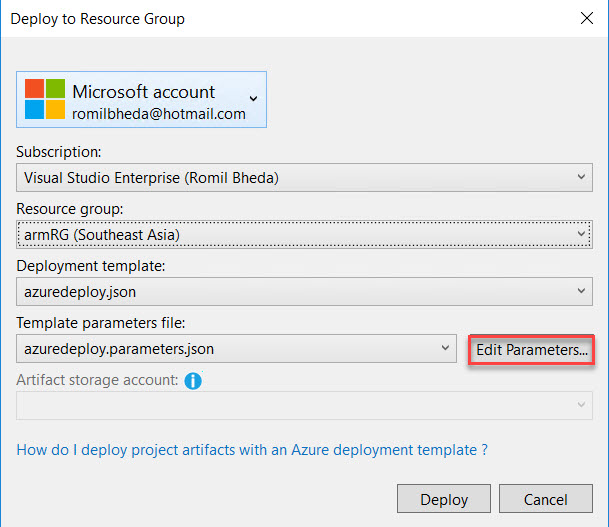 Deploy to Resource Group
Microsoft account
romilbheda@hotmail.com
Subscription:
Visual Studio Enterprise (Romil Bheda)
Resource group:
armRG (Southeast Asia)
Deployment template:
azuredeploy.json
Template parameters file:
azuredeploy.parameters.json
Edit Parameters...
Artifact storage account:
How do I deploy project artifacts with an Azure deployment template ?
Deploy
Cancel